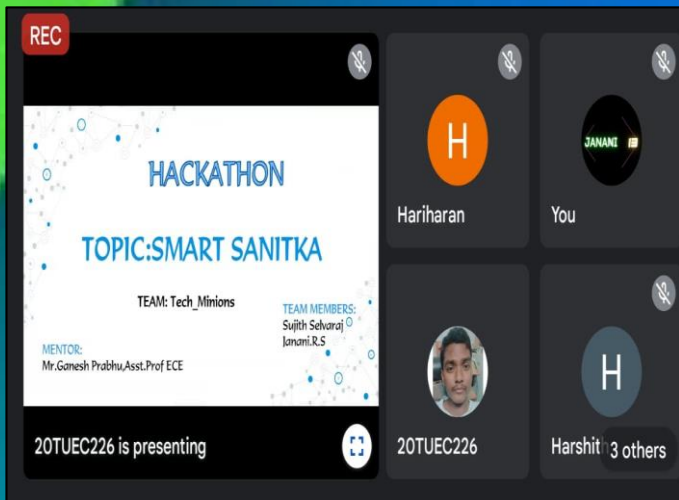 REC
HACKATHON
TOPIC:SMART SANITKA
TEAM: Tech_Minions
TEAM MEMBERS:
Sujith Selvaraj
Janani.R.S
MENTOR:
Mr.Ganesh Prabhu,Asst.Prof ECE
20TUEC226 is presenting
H
Hariharan
JANANI
You
20TUEC226
H
Harshith
3 others